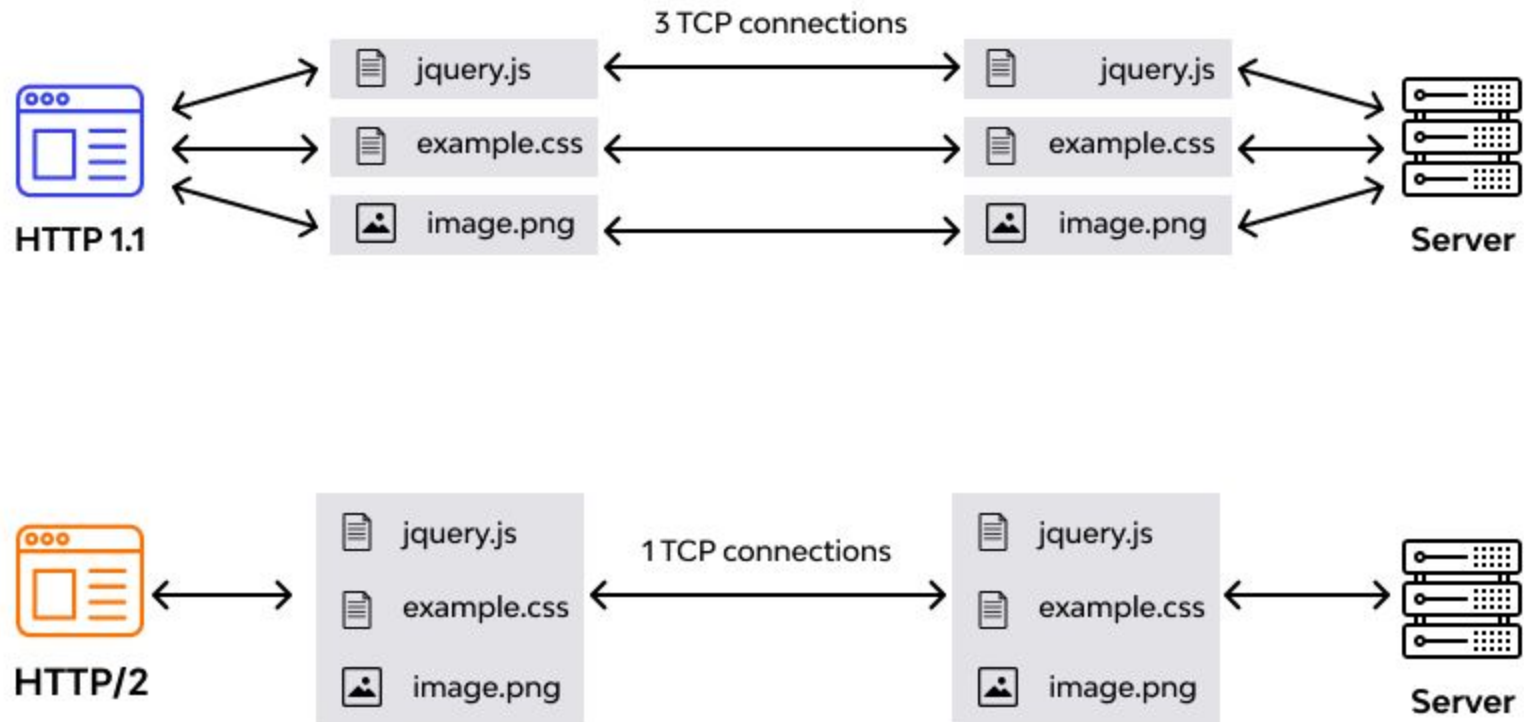 3 TCP connections
jquery.js jquery.js
example.css example.css
image.png image.png
HTTP 1.1 Server
jquery.js jquery.js
1 TCP connections
example.css example.css
HTTP/2 image.png image.png Server